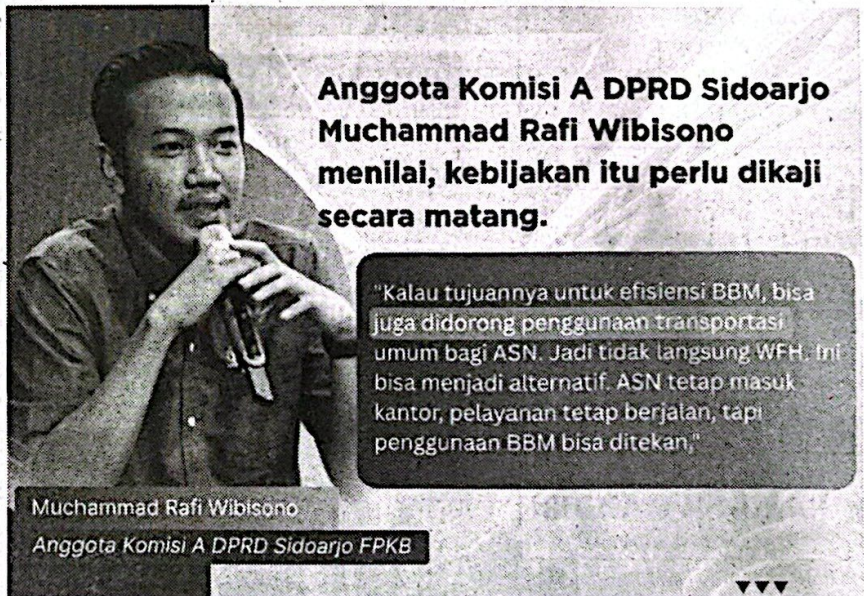 Anggota Komisi A DPRD Sidoarjo
Muchammad Rafi Wibisono
menilai, kebijakan itu perlu dikaji
secara matang.
"Kalau tujuannya untuk efisiensi BBM, bisa
juga didorong penggunaan transportasi
umum bagi ASN. Jadi tidak langsung WFH. Ini
bisa menjadi alternatif. ASN tetap masuk
kantor, pelayanan tetap berjalan, tapi
penggunaan BBM bisa ditekan,"
Muchammad Rafi Wibisono
Anggota Komisi A DPRD Sidoarjo FPKB